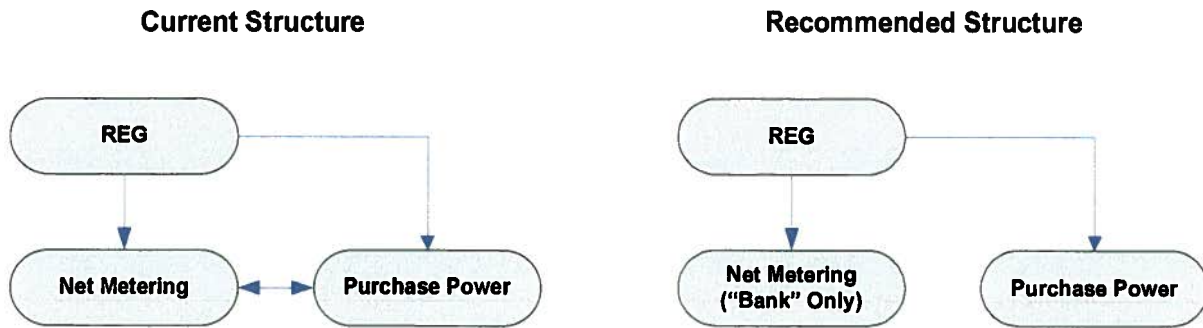 Current Structure
Recommended Structure
REG
REG
Net Metering
Purchase Power
Net Metering
(“Bank” Only)
Purchase Power